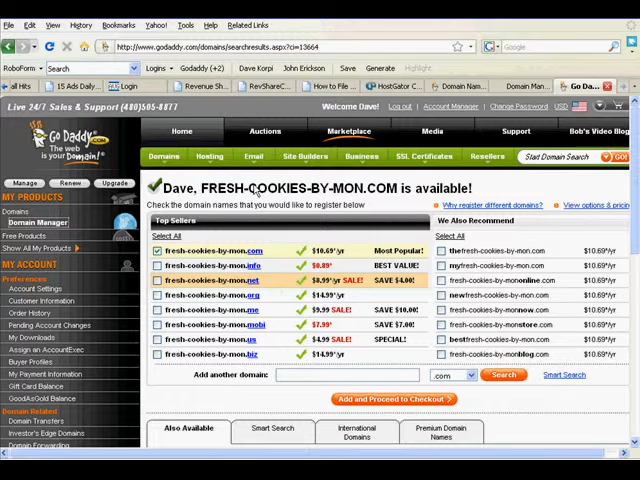 File Edit View History Bookmarks Yahoo! Tools Help Related Links
http://www.godaddy.com/domains/searchresults.aspx?ci=13664
Google
RoboForm Search Logins Godaddy (+2) Dave Korpi John Erickson Save Generate Highlight
all Hits 15 Ads Daily... Login Revenue Sh... RevShareC... How to File ... HostGator C... Domain Nam... Domain Man... Go Da...
Live 24/7 Sales & Support (480)505-8877
Welcome Dave! Log out Account Manager Change Password USD
Go Daddy.com
The web is your Domain!
Home Auctions Marketplace Media Support Bob's Video Blog
Domains Hosting Email Site Builders Business SSL Certificates Resellers Start Domain Search GO!
Manage Renew Upgrade
MY PRODUCTS
Domains
Domain Manager
Free Products
Show All My Products
MY ACCOUNT
Preferences
Account Settings
Customer Information
Order History
Pending Account Changes
My Downloads
Assign an AccountExec
Buyer Profiles
My Payment Information
Gift Card Balance
GoodAsGold Balance
Domain Related
Domain Transfers
Investor's Edge Domains
Domain Forwarding
Dave, FRESH-COOKIES-BY-MON.COM is available!
Check the domain names that you would like to register below
Why register different domains? View options & pricin
Top Sellers
Select All
fresh-cookies-by-mon.com $10.69*/yr Most Popular!
fresh-cookies-by-mon.info $0.89* BEST VALUE!
fresh-cookies-by-mon.net $8.99*/yr SALE! SAVE $4.00!
fresh-cookies-by-mon.org $14.99*/yr
fresh-cookies-by-mon.me $9.99 SALE! SAVE $10.00!
fresh-cookies-by-mon.mobi $7.99* SAVE $7.00!
fresh-cookies-by-mon.us $4.99 SALE! SPECIAL!
fresh-cookies-by-mon.biz $14.99*/yr
We Also Recommend
Select All
thefresh-cookies-by-mon.com $10.69*/y
myfresh-cookies-by-mon.com $10.69*/y
fresh-cookies-by-mononline.com $10.69*/y
newfresh-cookies-by-mon.com $10.69*/y
fresh-cookies-by-monnow.com $10.69*/y
fresh-cookies-by-monstore.com $10.69*/y
bestfresh-cookies-by-mon.com $10.69*/y
fresh-cookies-by-monblog.com $10.69*/y
Add another domain: .com Search Smart Search
Add and Proceed to Checkout
Also Available Smart Search International Domains Premium Domain Names